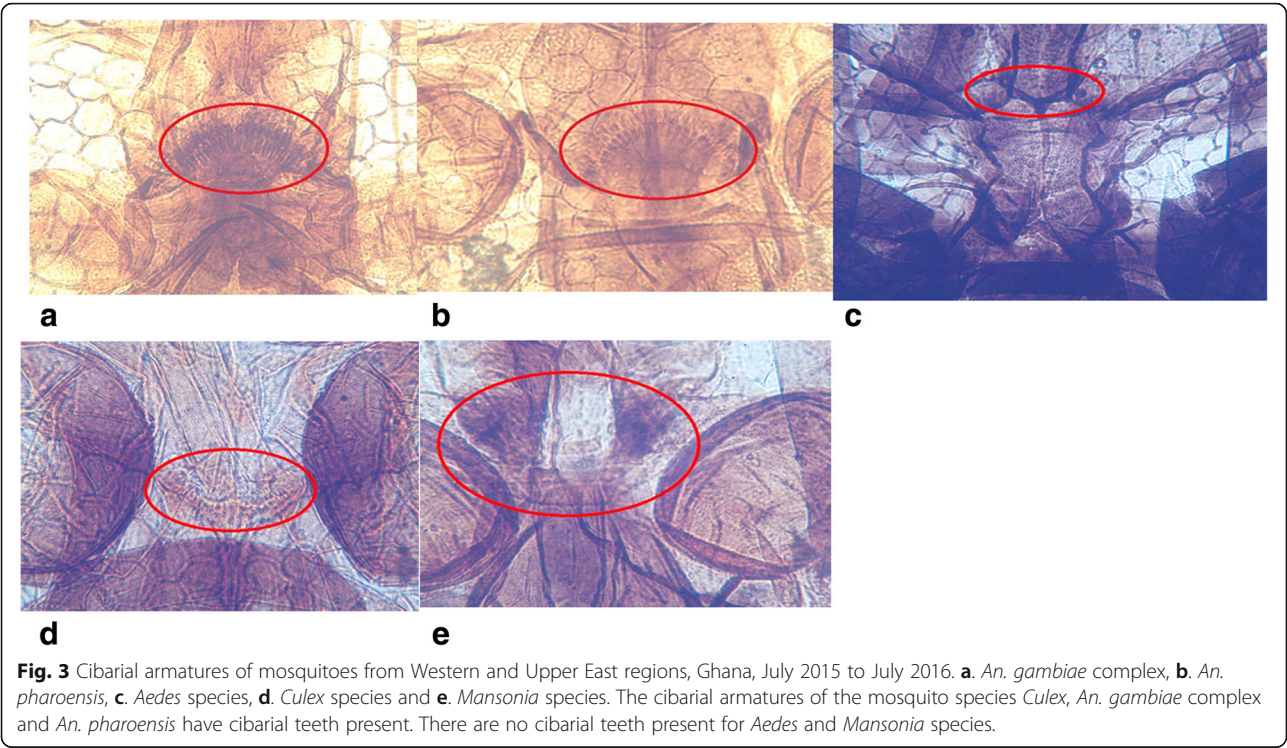 a
b
c
d
e
Fig. 3 Cibarial armatures of mosquitoes from Western and Upper East regions, Ghana, July 2015 to July 2016. a. An. gambiae complex, b. An.
pharoensis, c. Aedes species, d. Culex species and e. Mansonia species. The cibarial armatures of the mosquito species Culex, An. gambiae complex
and An. pharoensis have cibarial teeth present. There are no cibarial teeth present for Aedes and Mansonia species.